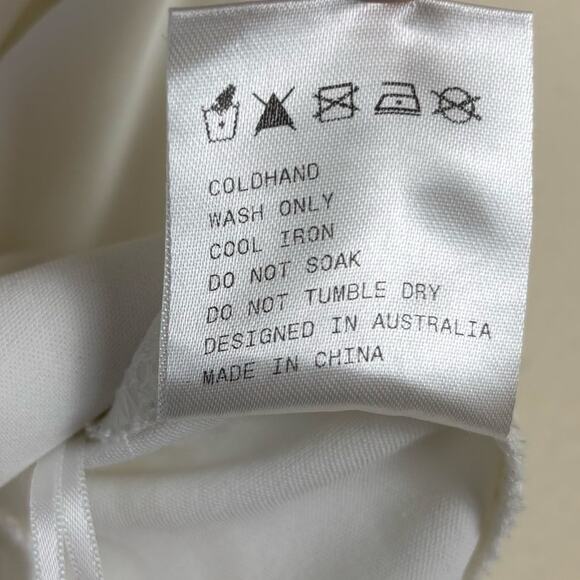 COLDHAND
WASH ONLY
COOL IRON
DO NOT SOAK
DO NOT TUMBLE DRY
DESIGNED IN AUSTRALIA
MADE IN CHINA